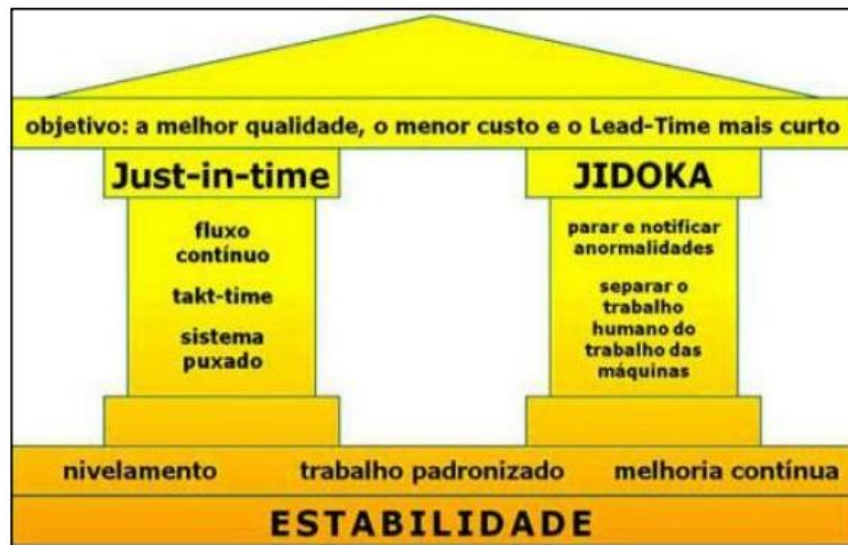 objetivo: a melhor qualidade, o menor custo e o Lead-Time mais curto
Just-in-time
fluxo
contínuo
takt-time
sistema
puxado
JIDOKA
parar e notificar
anormalidades
separar o
trabalho
humano do
trabalho das
máquinas
nivelamento trabalho padronizado melhoria contínua
ESTABILIDADE